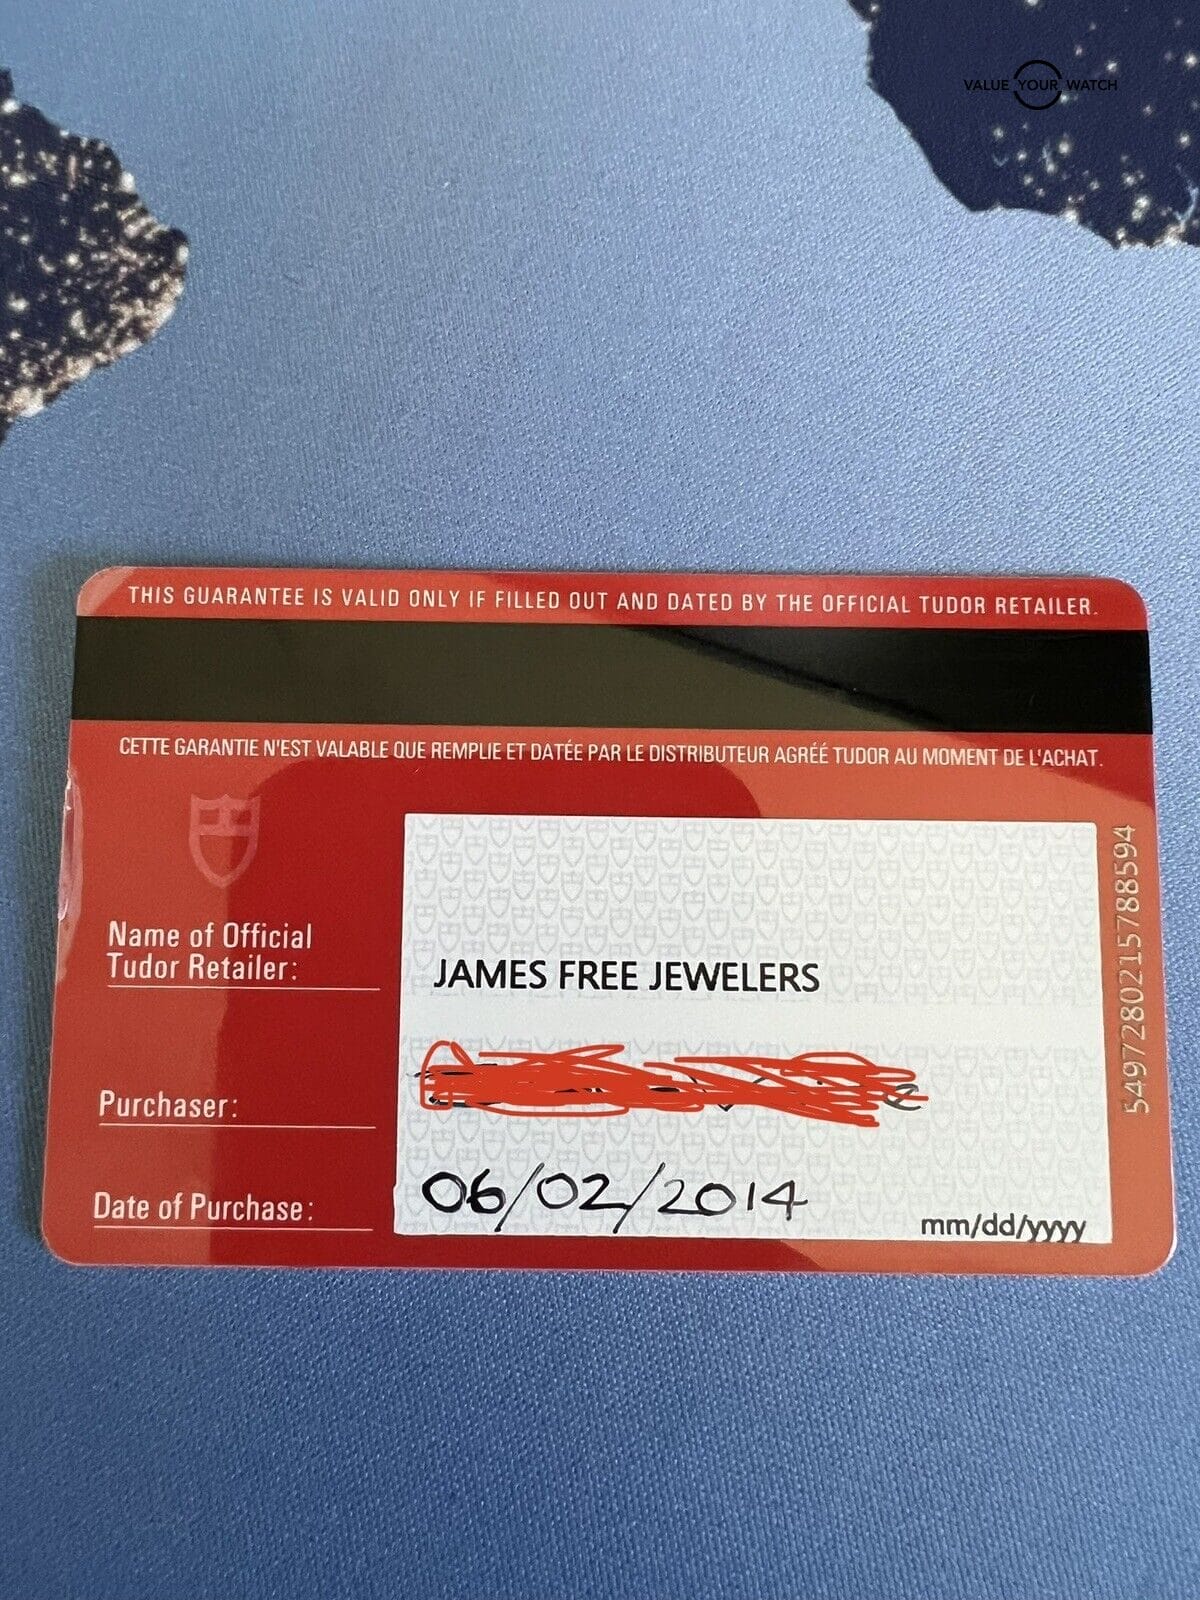 VALUE YOUR WATCH
THIS GUARANTEE IS VALID ONLY IF FILLED OUT AND DATED BY THE OFFICIAL TUDOR RETAILER.
CETTE GARANTIE N'EST VALABLE QUE REMPLIE ET DATÉE PAR LE DISTRIBUTEUR AGRÉÉ TUDOR AU MOMENT DE L'ACHAT.
Name of Official
Tudor Retailer:
JAMES FREE JEWELERS
Purchaser:
Date of Purchase:
06/02/2014
mm/dd/yyyy
5497280215788594